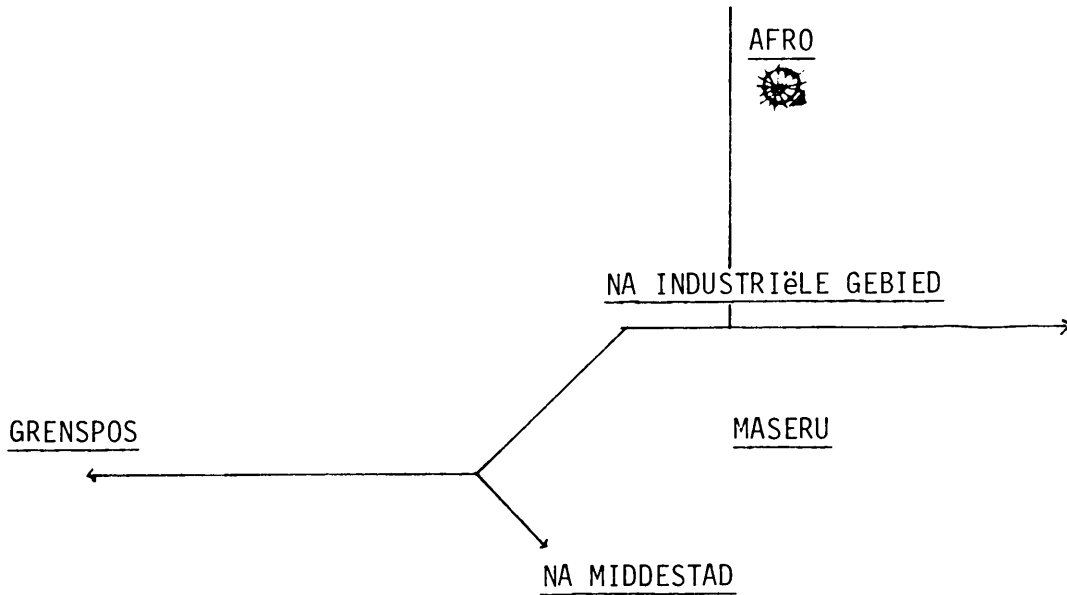 AFRO
NA INDUSTRIëLE GEBIED
GRENSPOS
MASERU
NA MIDDESTAD